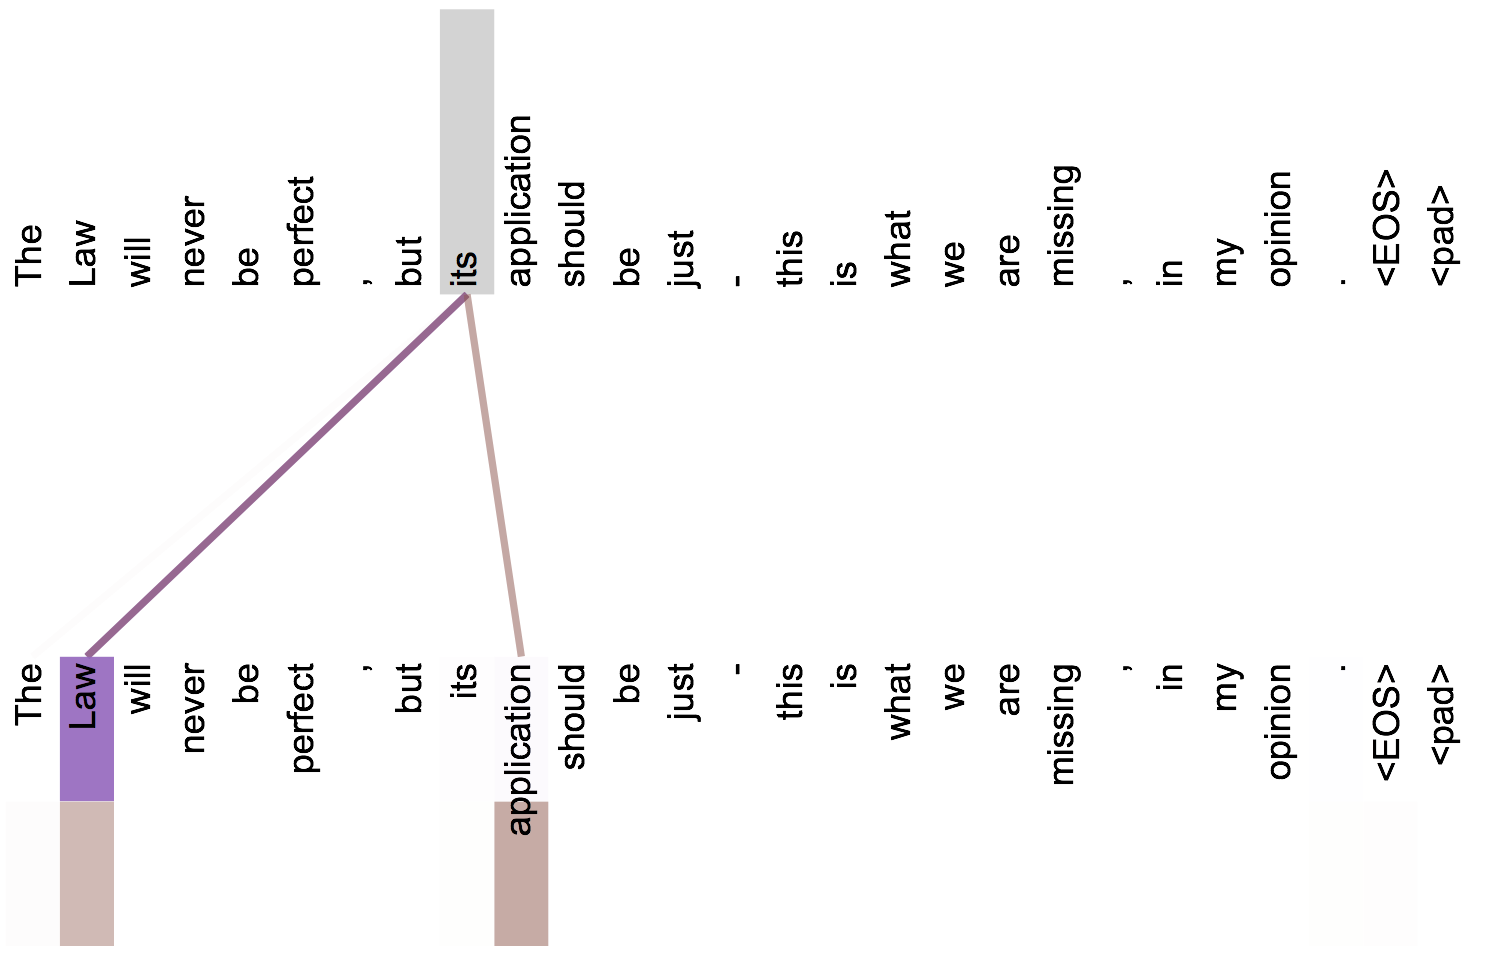 The Law will never be perfect , but its application should be just - this is what we are missing , in my opinion . <EOS> <pad>
The Law will never be perfect , but its application should be just - this is what we are missing , in my opinion . <EOS> <pad>